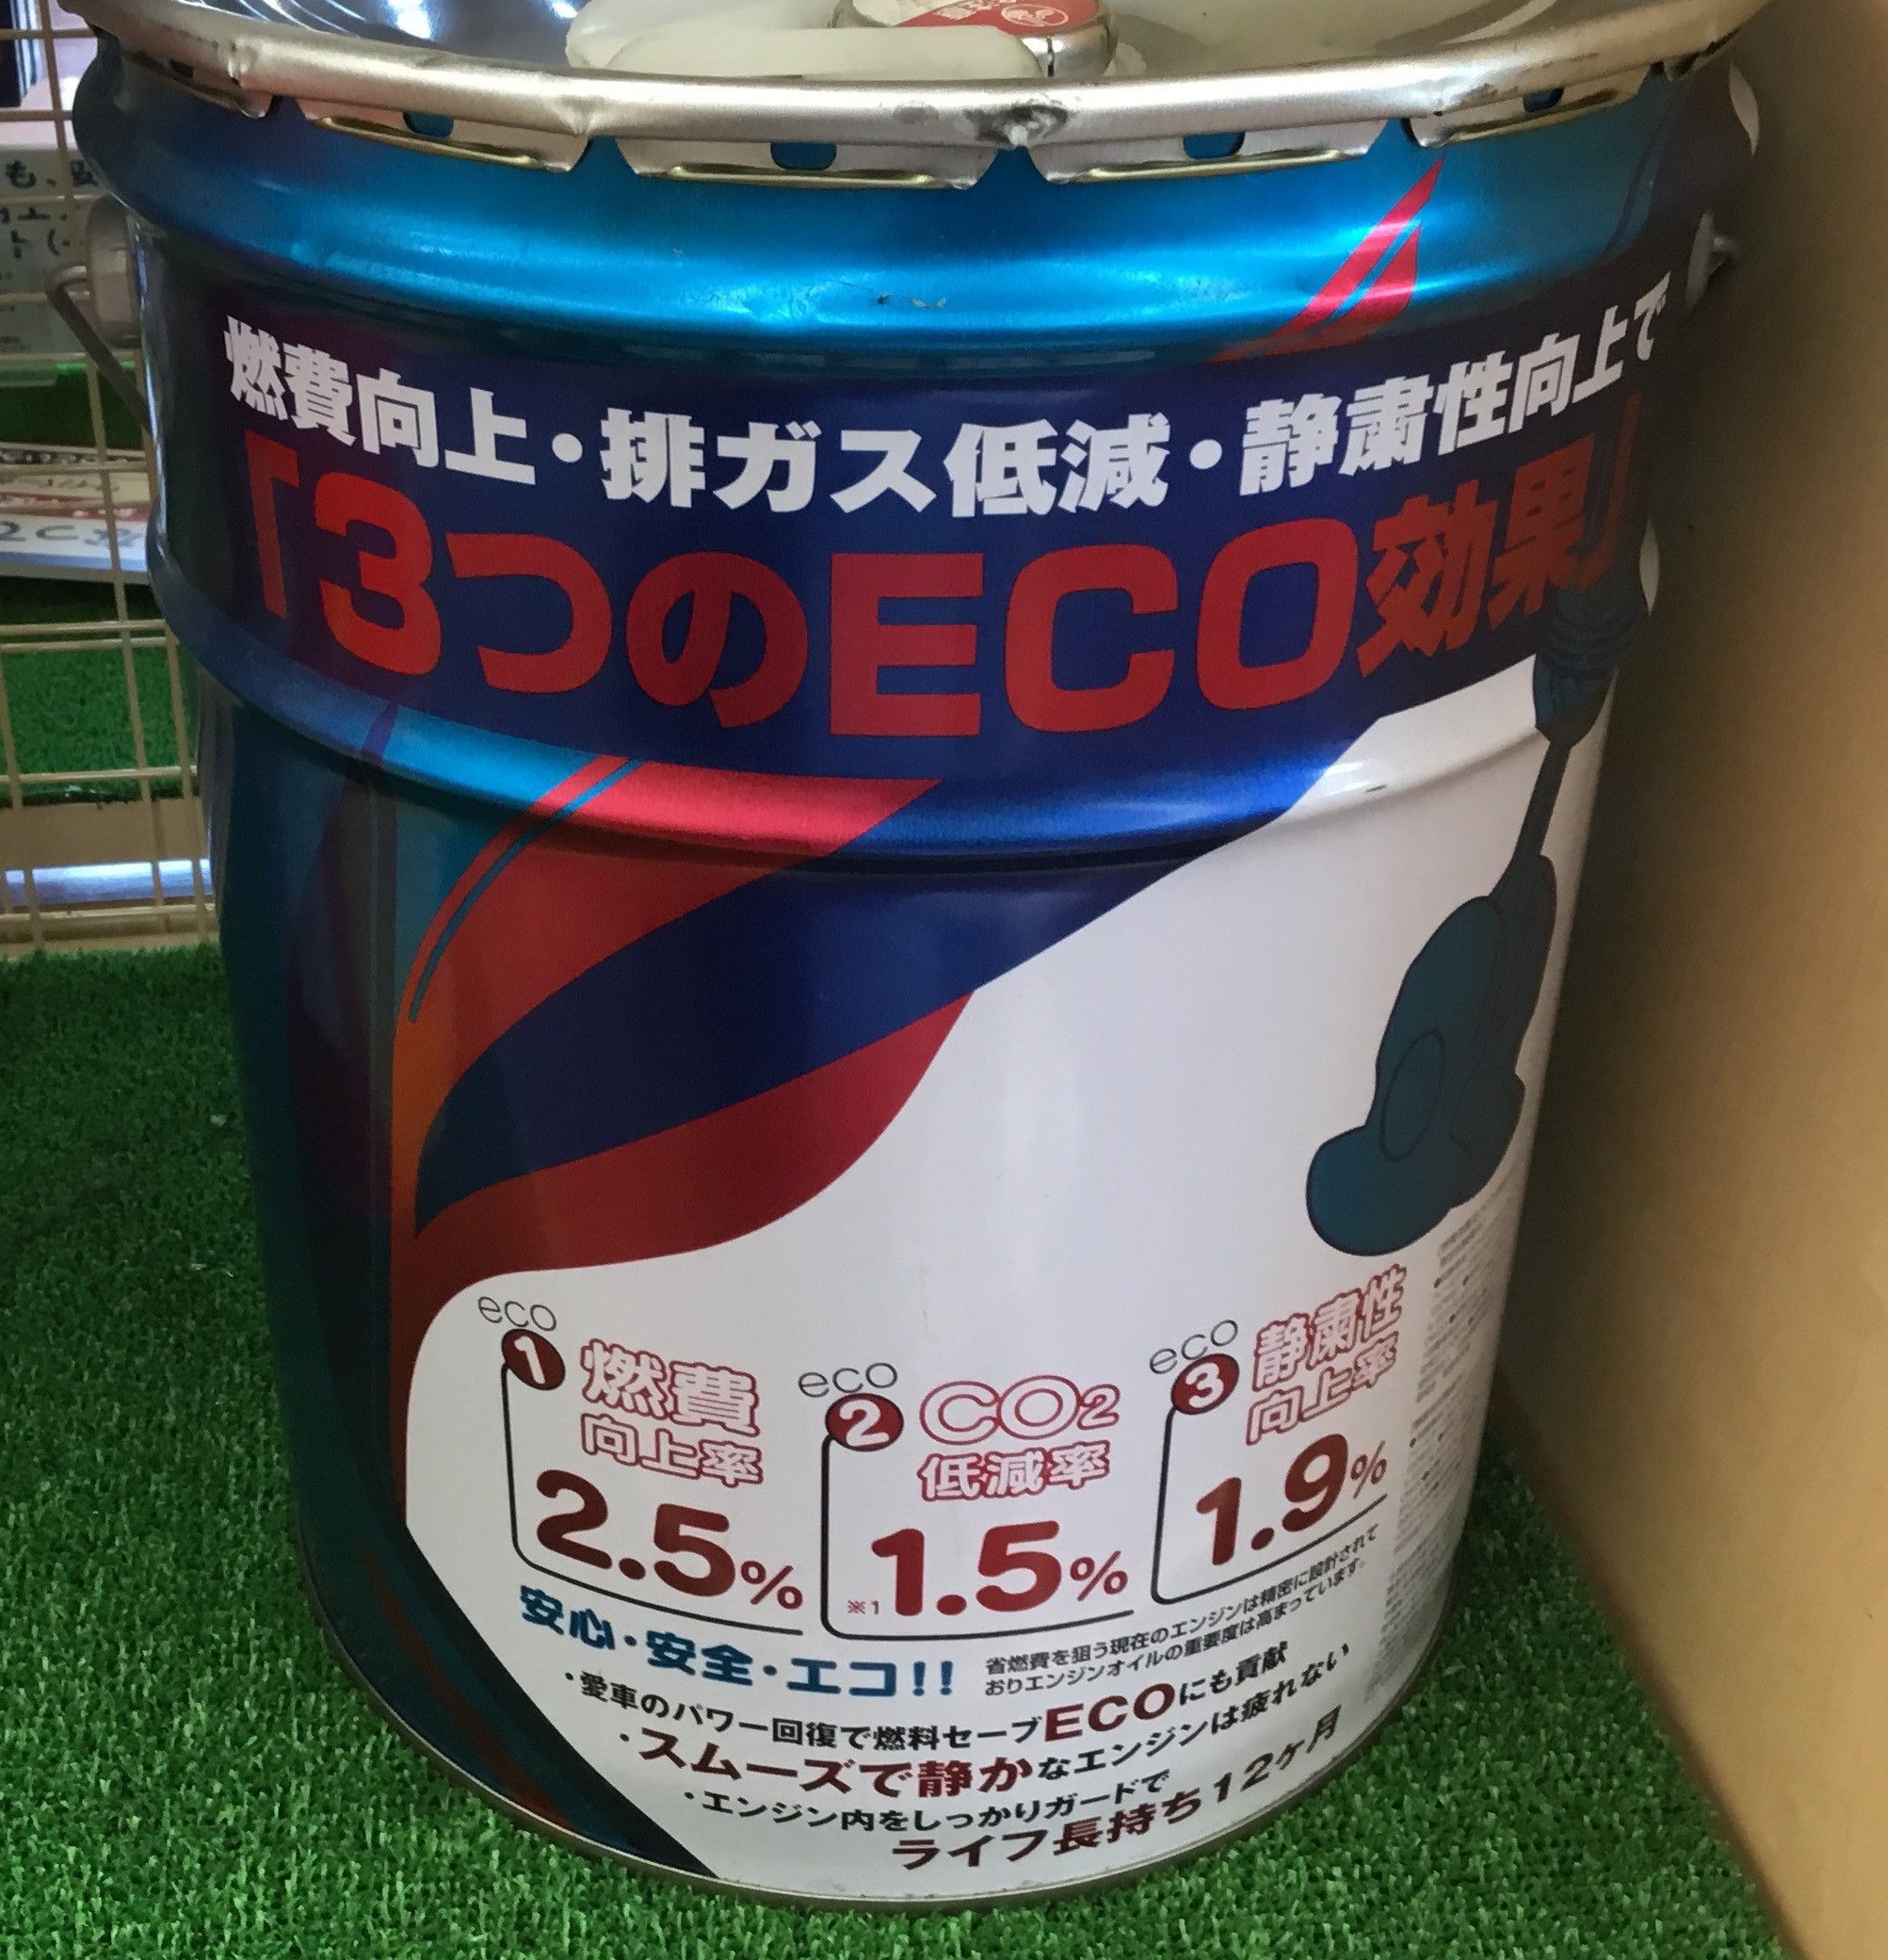 燃費向上・排ガス低減・静粛性向上で
「3つのECO効果」
eco
1
燃費
向上率
2.5%
eco
2
CO2
低減率
※1 1.5%
eco
3
静粛性
向上率
1.9%
安心・安全・エコ!!
省燃費を狙う現在のエンジンは精密に設計されて
おりエンジンオイルの重要度は高まっています。
・愛車のパワー回復で燃料セーブECOにも貢献
・スムーズで静かなエンジンは疲れない
・エンジン内をしっかりガードで
ライフ長持ち12ヶ月